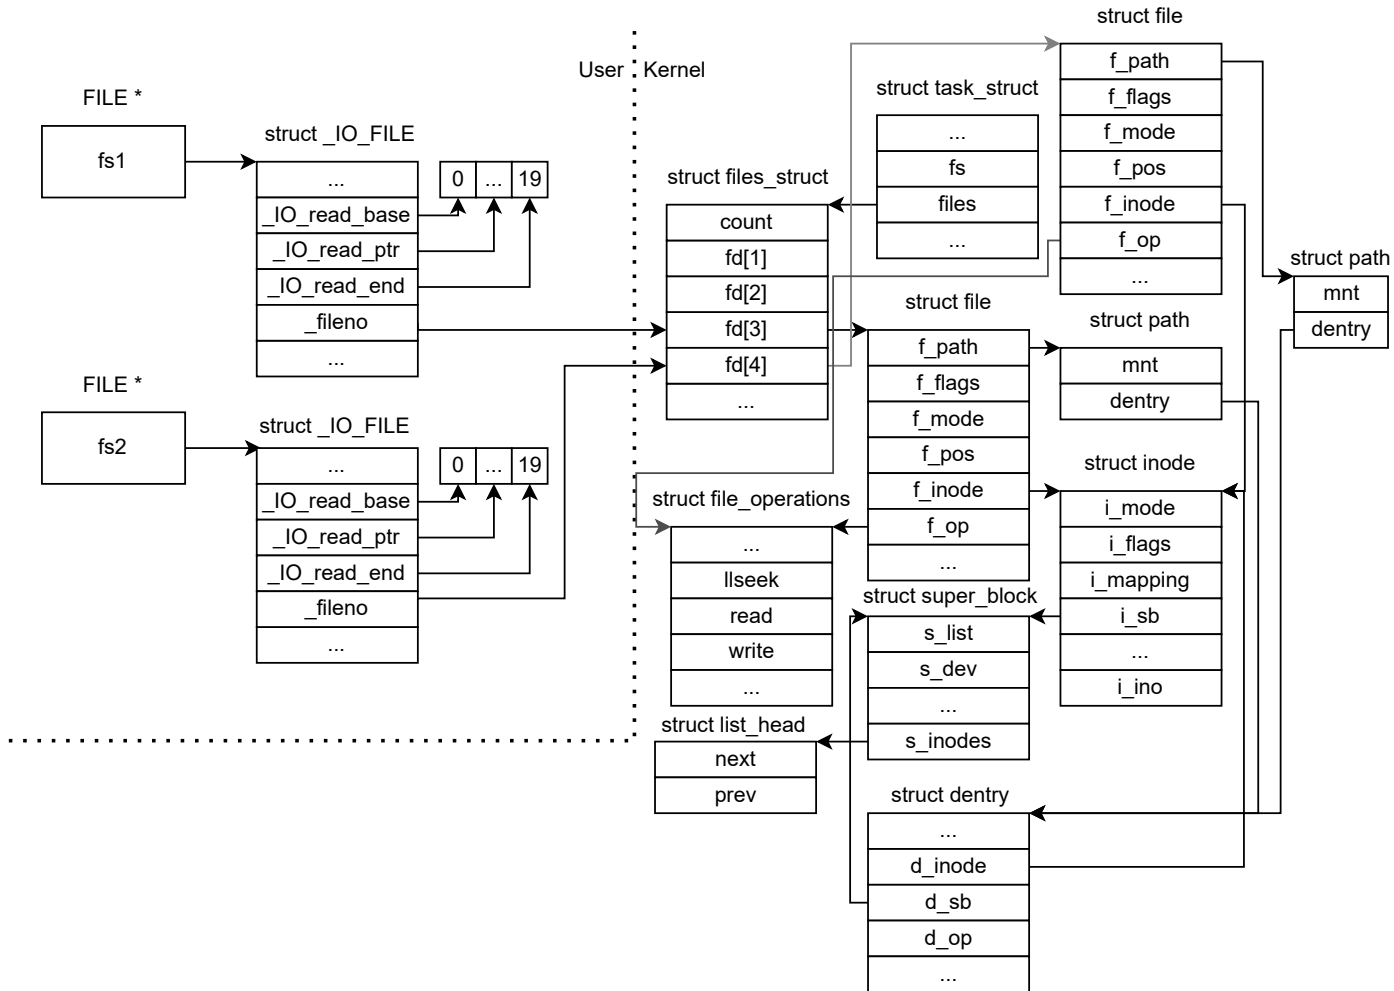 User
Kernel
FILE *
fs1
struct _IO_FILE
...
_IO_read_base
_IO_read_ptr
_IO_read_end
_fileno
...
0
...
19
FILE *
fs2
struct _IO_FILE
...
_IO_read_base
_IO_read_ptr
_IO_read_end
_fileno
...
0
...
19
struct files_struct
count
fd[1]
fd[2]
fd[3]
fd[4]
...
struct task_struct
...
fs
files
...
struct file
f_path
f_flags
f_mode
f_pos
f_inode
f_op
...
struct path
mnt
dentry
struct file
f_path
f_flags
f_mode
f_pos
f_inode
f_op
...
struct path
mnt
dentry
struct inode
i_mode
i_flags
i_mapping
i_sb
...
i_ino
struct file_operations
...
llseek
read
write
...
struct super_block
s_list
s_dev
...
s_inodes
struct list_head
next
prev
struct dentry
...
d_inode
d_sb
d_op
...